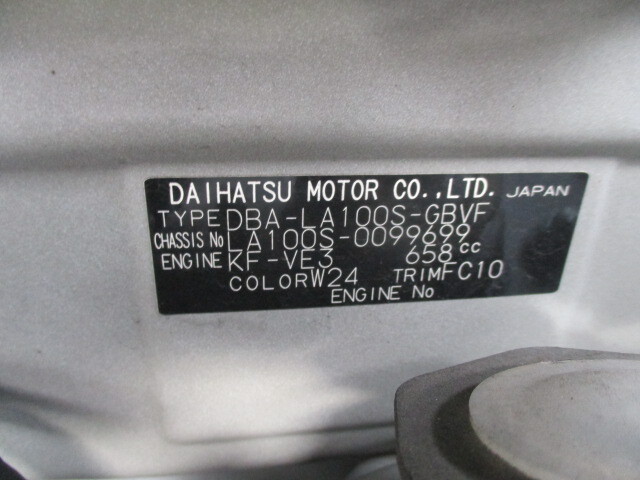 DAIHATSU MOTOR CO.,LTD. JAPAN
TYPE DBA-LA100S-GBVF
CHASSIS No LA100S-0099699
ENGINE KF-VE3 658cc
COLOR W24 TRIM FC10
ENGINE No